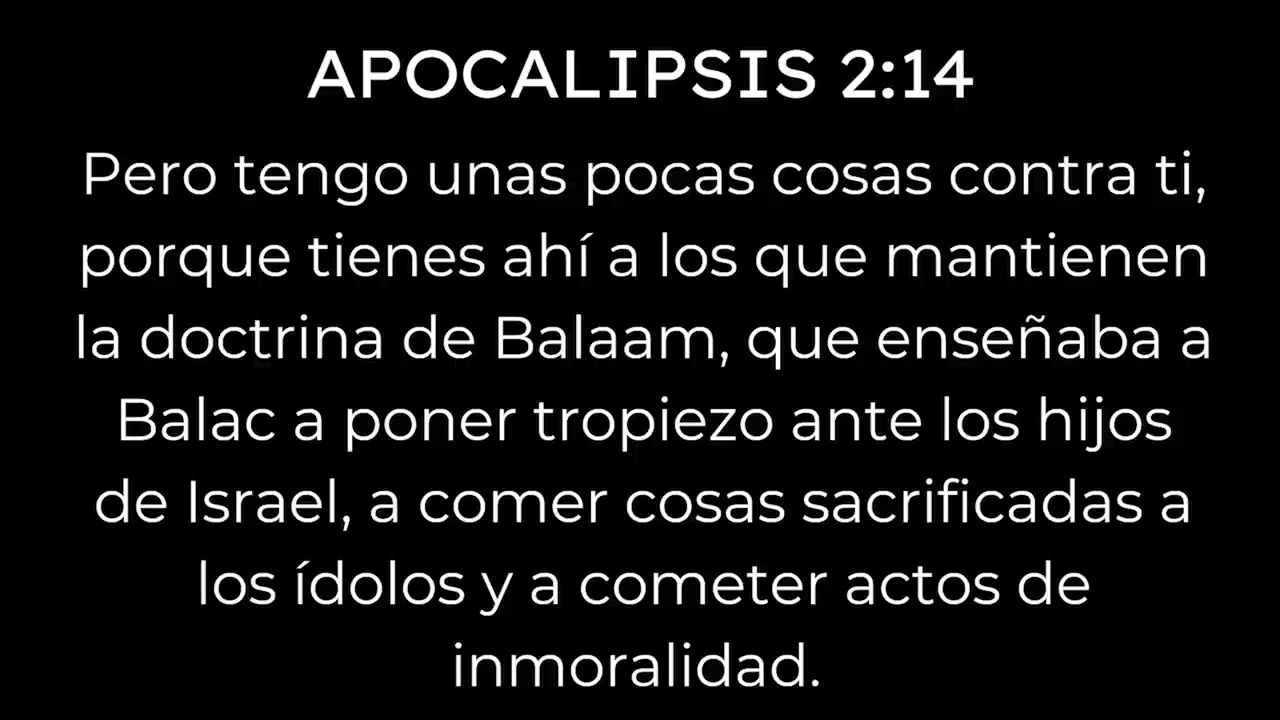 APOCALIPSIS 2:14
Pero tengo unas pocas cosas contra ti,
porque tienes ahí a los que mantienen
la doctrina de Balaam, que enseñaba a
Balac a poner tropiezo ante los hijos
de Israel, a comer cosas sacrificadas a
los ídolos y a cometer actos de
inmoralidad.